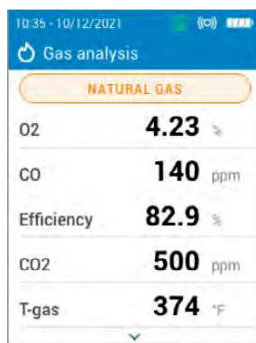 10:35 - 10/12/2021
Gas analysis
NATURAL GAS
O2 4.23 %
CO 140 ppm
Efficiency 82.9 %
CO2 500 ppm
T-gas 374 °F